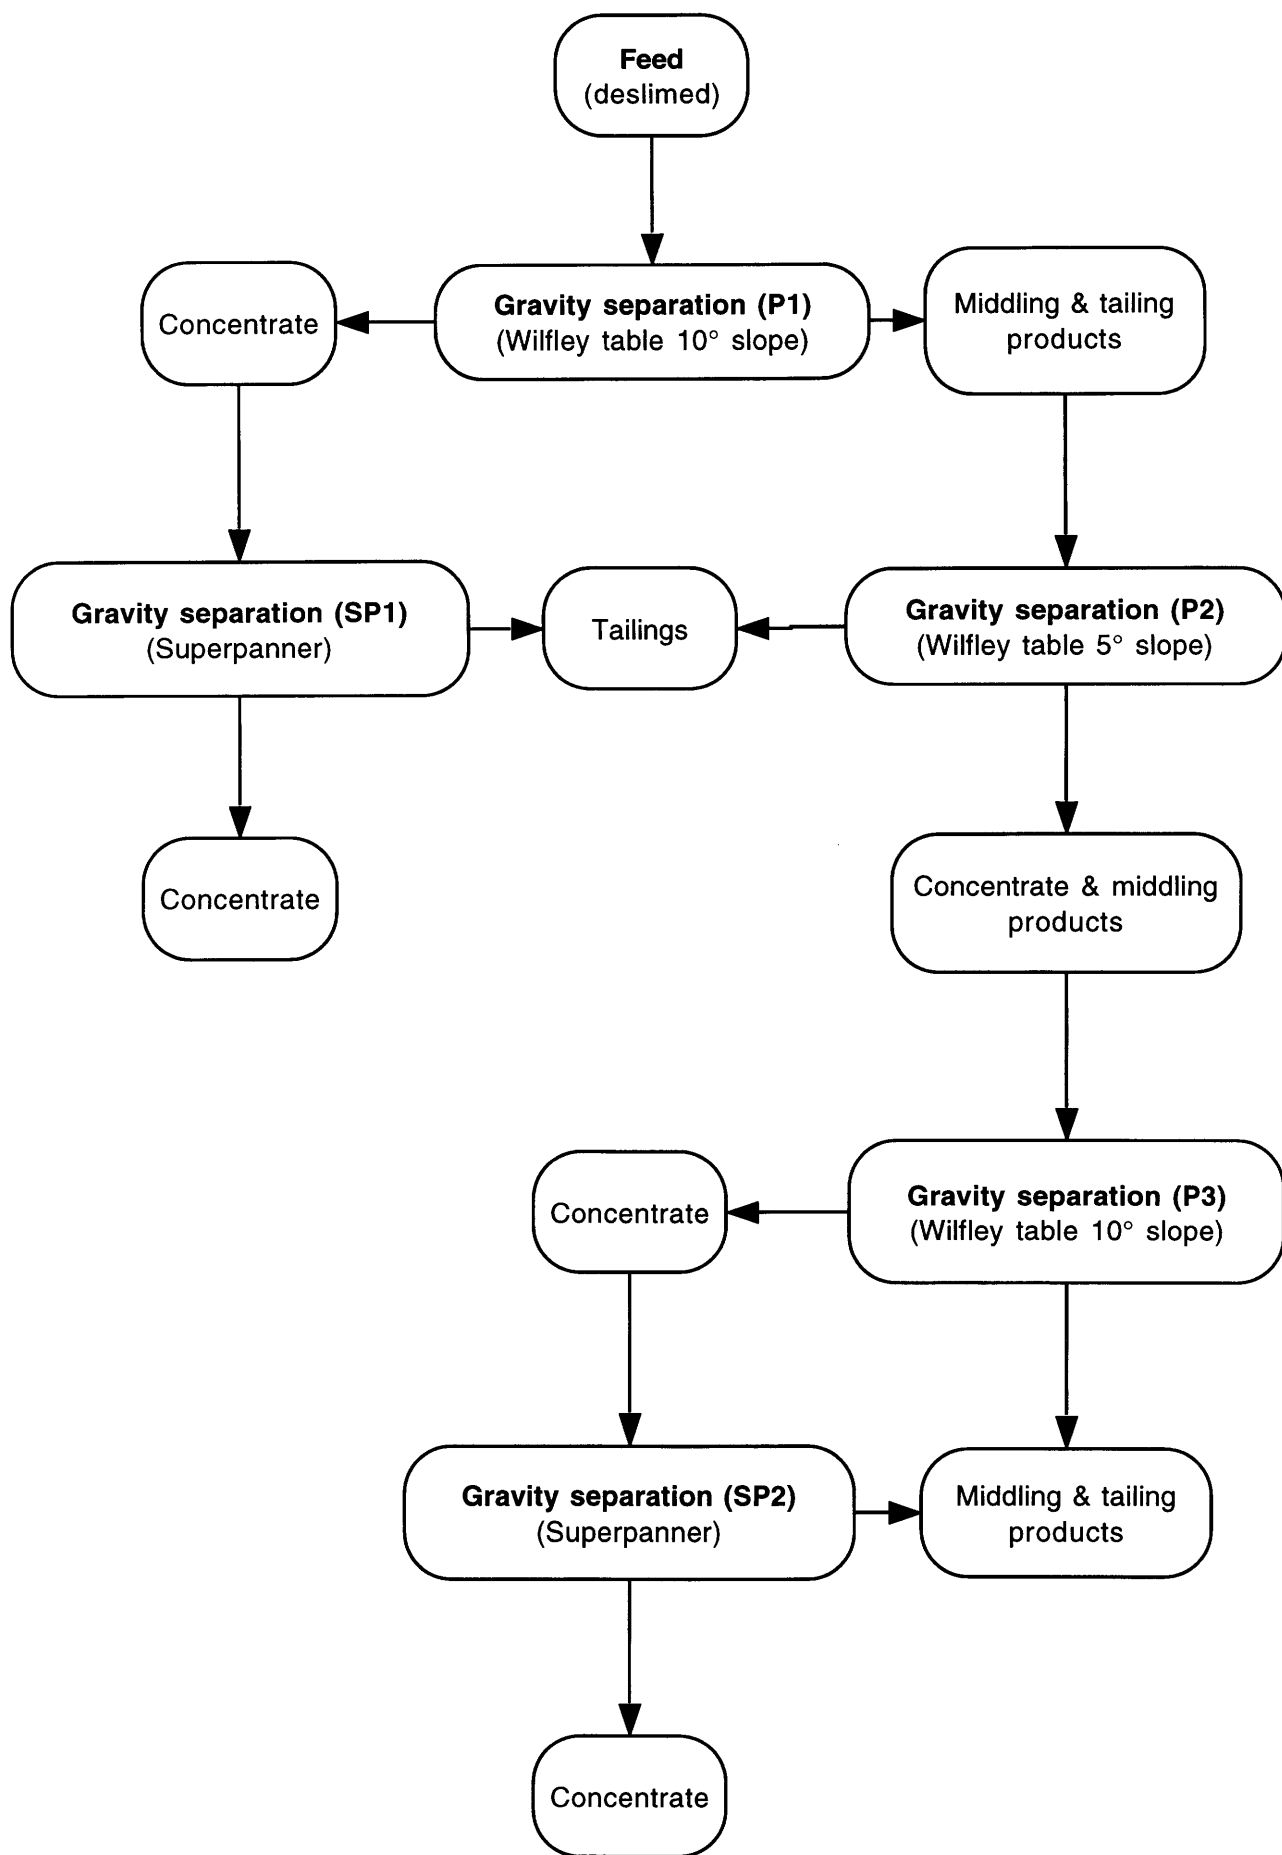 Feed
(deslimed)
Gravity separation (P1)
(Wilfley table 10° slope)
Concentrate
Middling & tailing
products
Gravity separation (SP1)
(Superpanner)
Tailings
Gravity separation (P2)
(Wilfley table 5° slope)
Concentrate
Concentrate & middling
products
Concentrate
Gravity separation (P3)
(Wilfley table 10° slope)
Gravity separation (SP2)
(Superpanner)
Middling & tailing
products
Concentrate